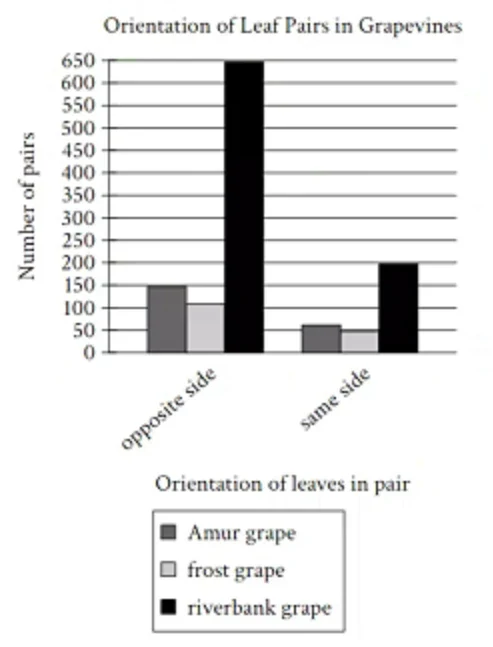 Orientation of Leaf Pairs in Grapevines
Number of pairs
650
600
550
500
450
400
350
300
250
200
150
100
50
0
opposite side
same side
Orientation of leaves in pair
Amur grape
frost grape
riverbank grape